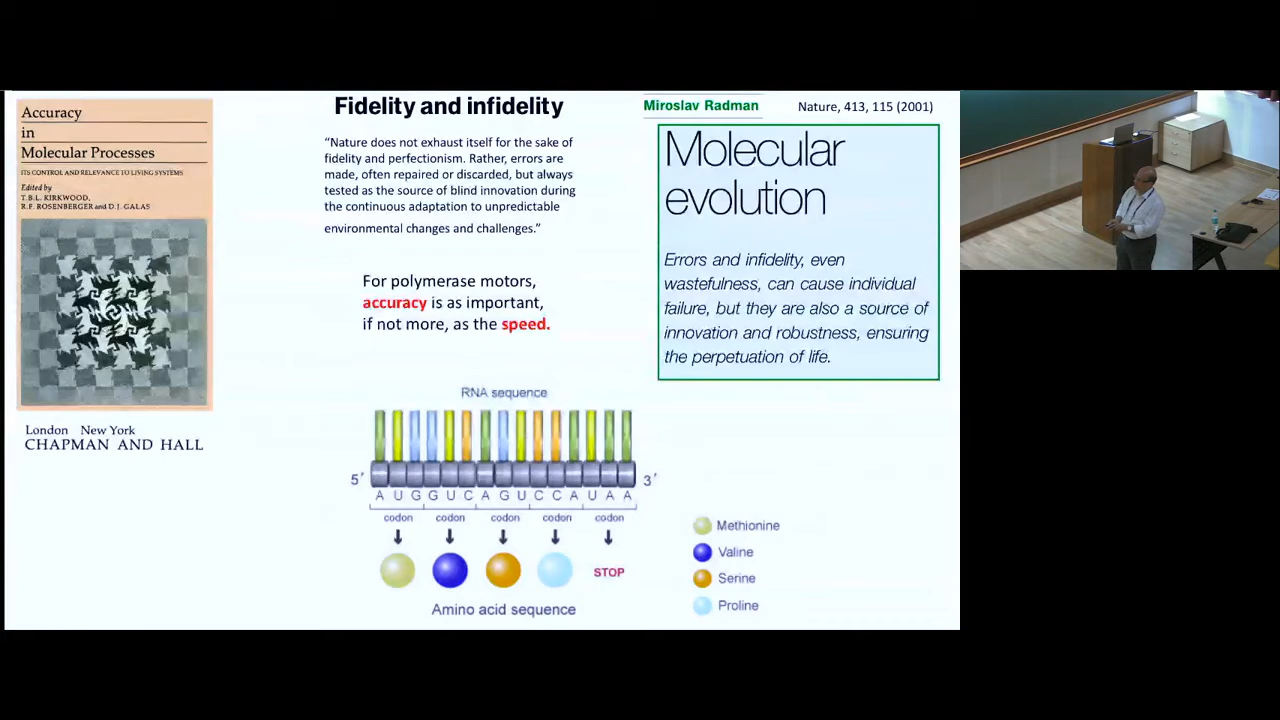 Accuracy
in
Molecular Processes
ITS CONTROL AND RELEVANCE TO LIVING SYSTEMS
Edited by
T.B.L. KIRKWOOD,
R.F. ROSENBERGER and D.J. GALAS
London New York
CHAPMAN AND HALL
Fidelity and infidelity
“Nature does not exhaust itself for the sake of
fidelity and perfectionism. Rather, errors are
made, often repaired or discarded, but always
tested as the source of blind innovation during
the continuous adaptation to unpredictable
environmental changes and challenges.”
For polymerase motors,
accuracy is as important,
if not more, as the speed.
Miroslav Radman
Nature, 413, 115 (2001)
Molecular
evolution
Errors and infidelity, even
wastefulness, can cause individual
failure, but they are also a source of
innovation and robustness, ensuring
the perpetuation of life.
RNA sequence
5′ 3′
A U G G U C A G U C C A U A A
codon codon codon codon codon
STOP
Amino acid sequence
Methionine
Valine
Serine
Proline